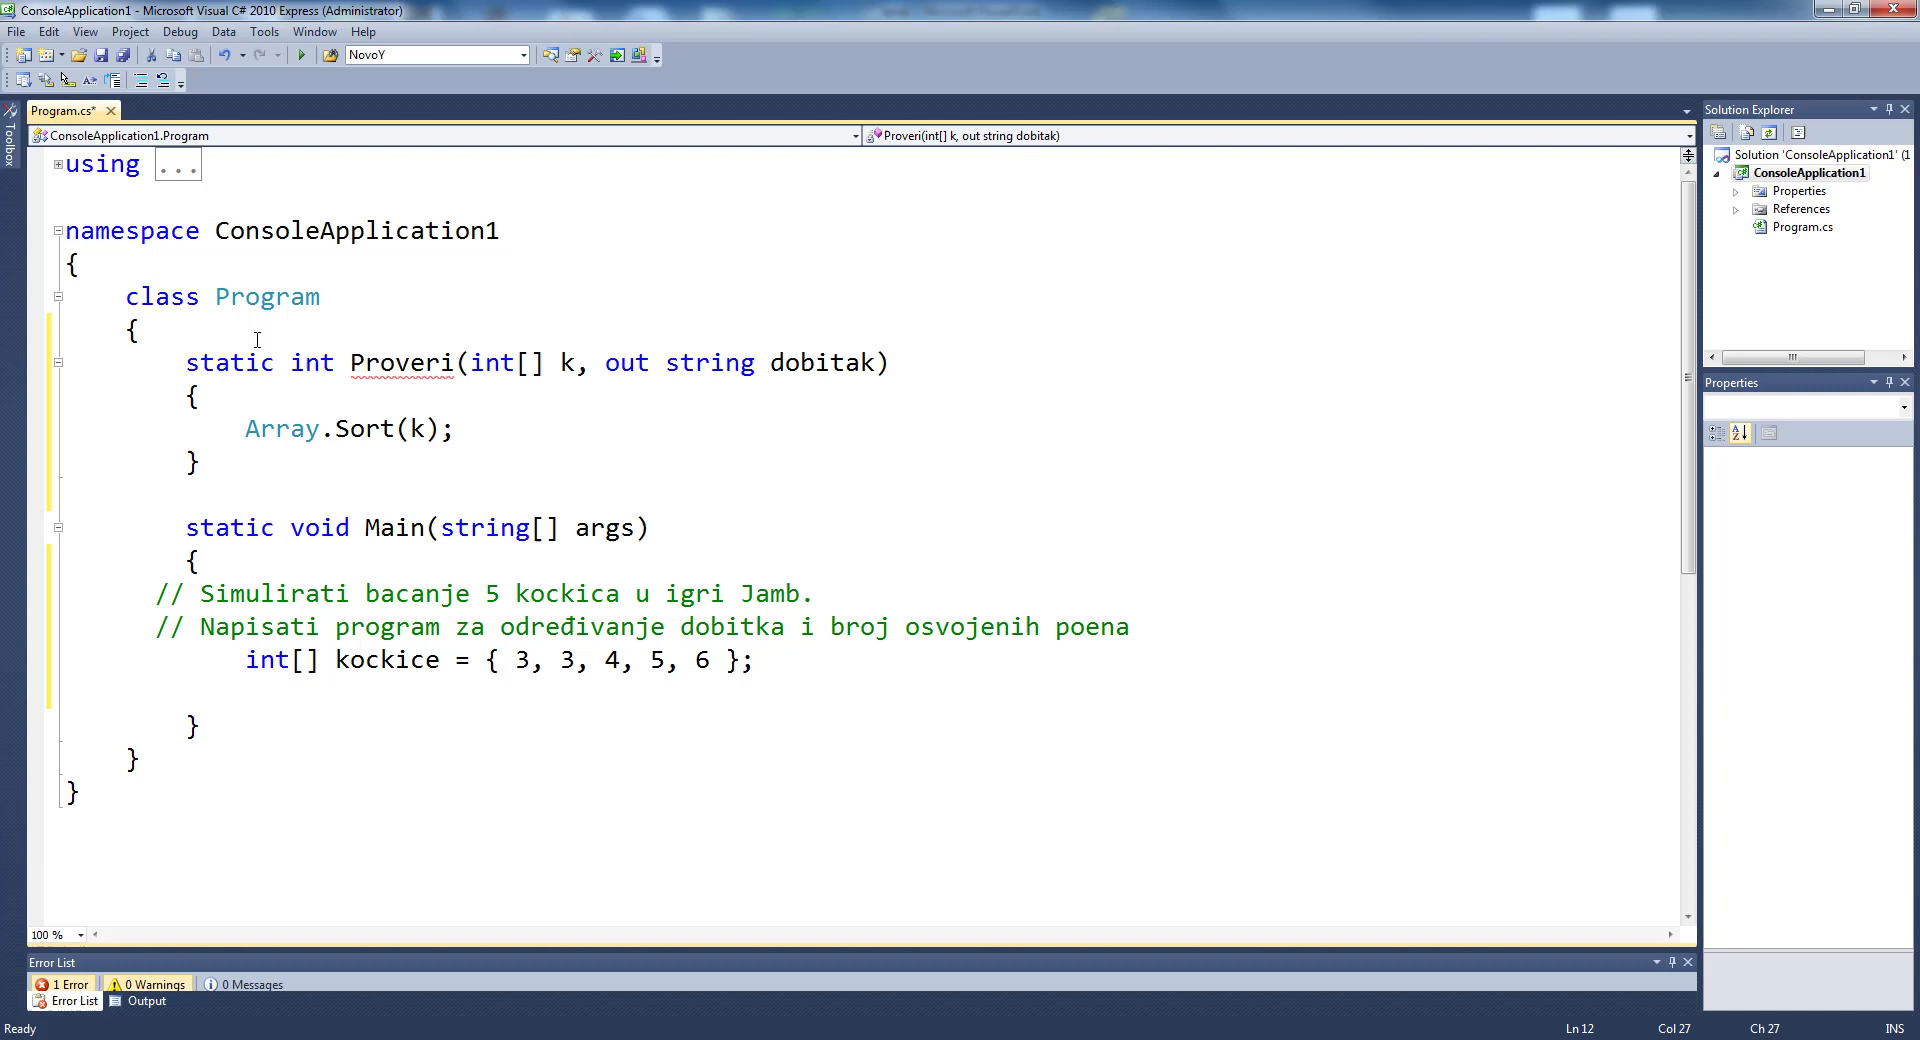 ConsoleApplication1 - Microsoft Visual C# 2010 Express (Administrator)
File Edit View Project Debug Data Tools Window Help
NovoY
Toolbox
Program.cs*
ConsoleApplication1.Program
Proveri(int[] k, out string dobitak)
using ...
namespace ConsoleApplication1
{
class Program
{
static int Proveri(int[] k, out string dobitak)
{
Array.Sort(k);
}
static void Main(string[] args)
{
// Simulirati bacanje 5 kockica u igri Jamb.
// Napisati program za određivanje dobitka i broj osvojenih poena
int[] kockice = { 3, 3, 4, 5, 6 };
}
}
}
100 %
Solution Explorer
Solution 'ConsoleApplication1' (1
ConsoleApplication1
Properties
References
Program.cs
Properties
Error List
1 Error 0 Warnings 0 Messages
Error List Output
Ready
Ln 12 Col 27 Ch 27 INS